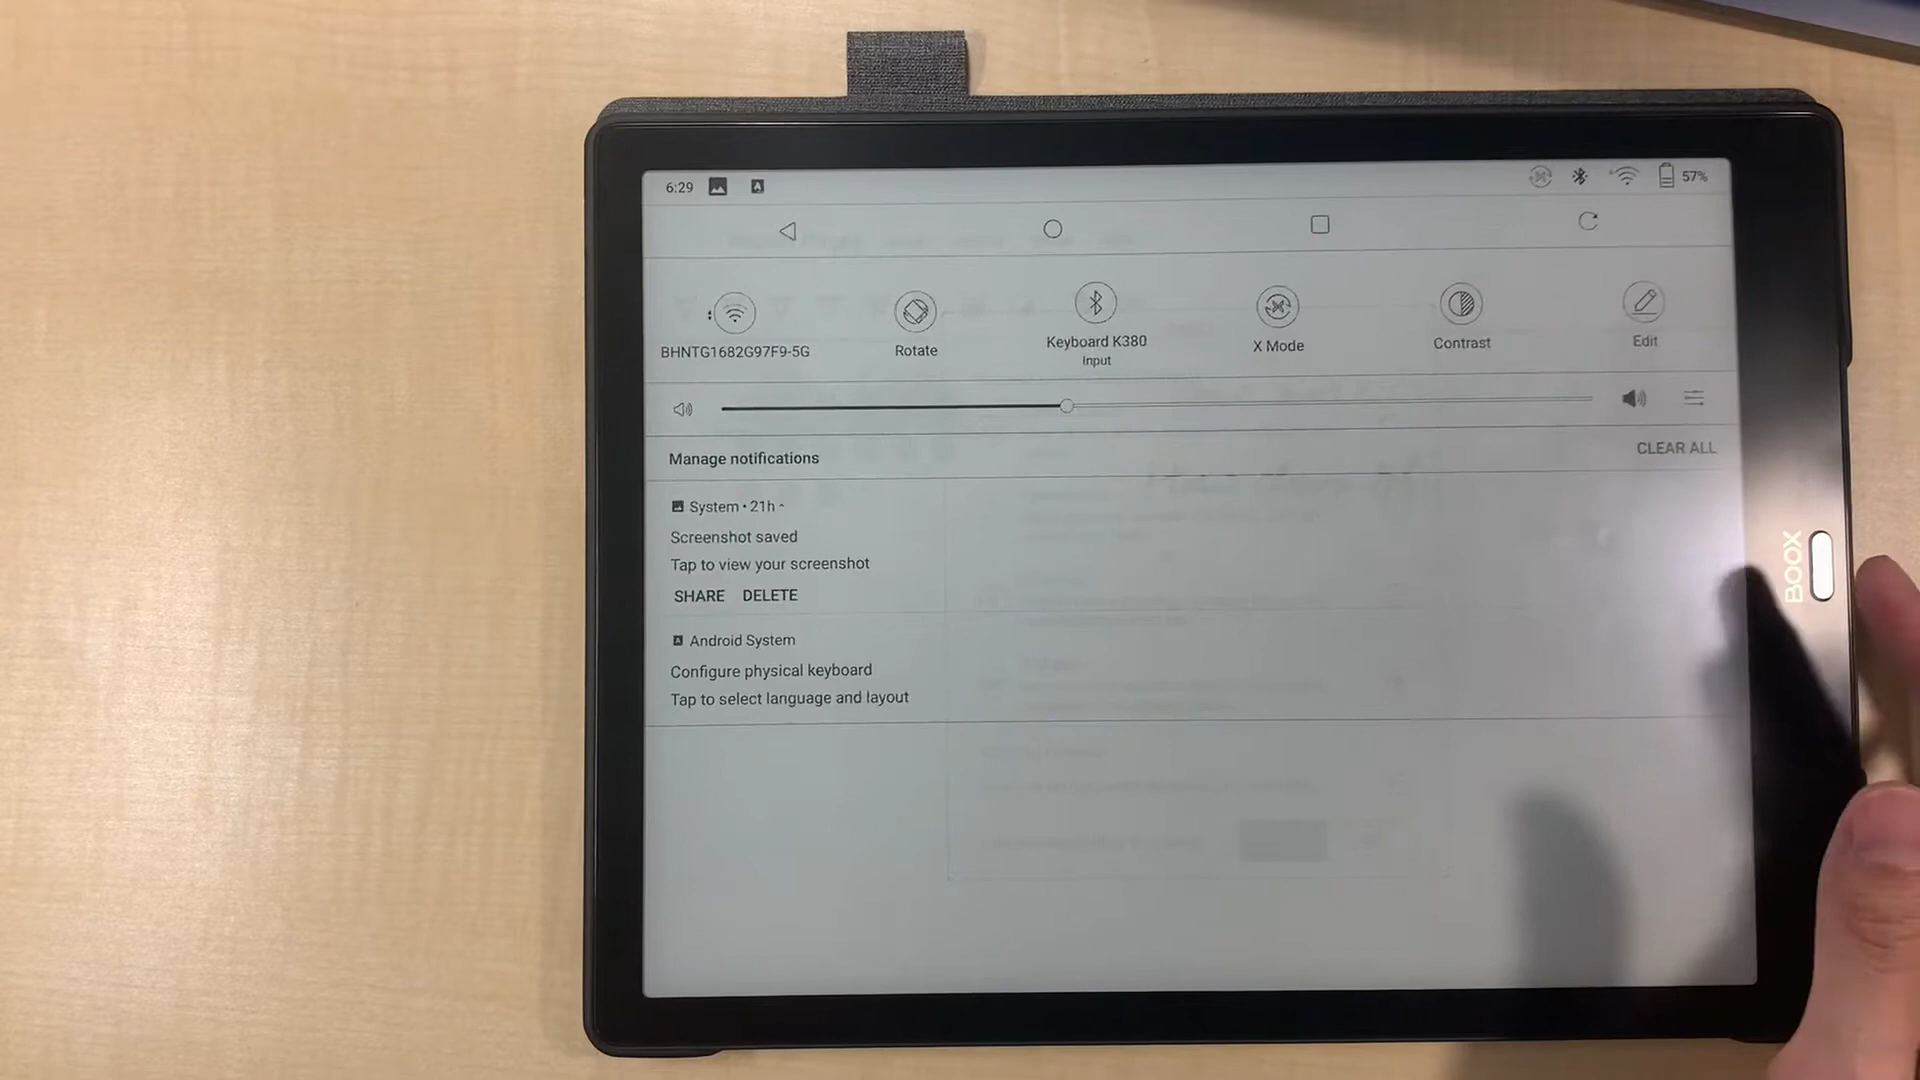 6:29
57%
BHNTG1682G97F9-5G
Rotate
Keyboard K380
Input
X Mode
Contrast
Edit
Manage notifications
CLEAR ALL
System • 21h
Screenshot saved
Tap to view your screenshot
SHARE DELETE
Android System
Configure physical keyboard
Tap to select language and layout
BOOX